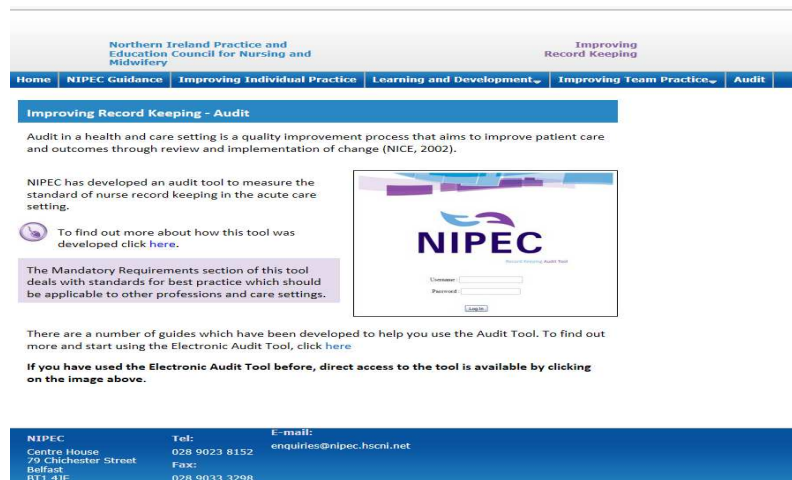 Northern Ireland Practice and
Education Council for Nursing and
Midwifery
Improving
Record Keeping
Home NIPEC Guidance Improving Individual Practice Learning and Development Improving Team Practice Audit
Improving Record Keeping - Audit
Audit in a health and care setting is a quality improvement process that aims to improve patient care
and outcomes through review and implementation of change (NICE, 2002).
NIPEC has developed an audit tool to measure the
standard of nurse record keeping in the acute care
setting.
To find out more about how this tool was
developed click here.
The Mandatory Requirements section of this tool
deals with standards for best practice which should
be applicable to other professions and care settings.
NIPEC
Record Keeping Audit Tool
Username:
Password:
Log In
There are a number of guides which have been developed to help you use the Audit Tool. To find out
more and start using the Electronic Audit Tool, click here
If you have used the Electronic Audit Tool before, direct access to the tool is available by clicking
on the image above.
NIPEC
Centre House
79 Chichester Street
Belfast
BT1 4JE
Tel:
028 9023 8152
Fax:
028 9033 3298
E-mail:
enquiries@nipec.hscni.net